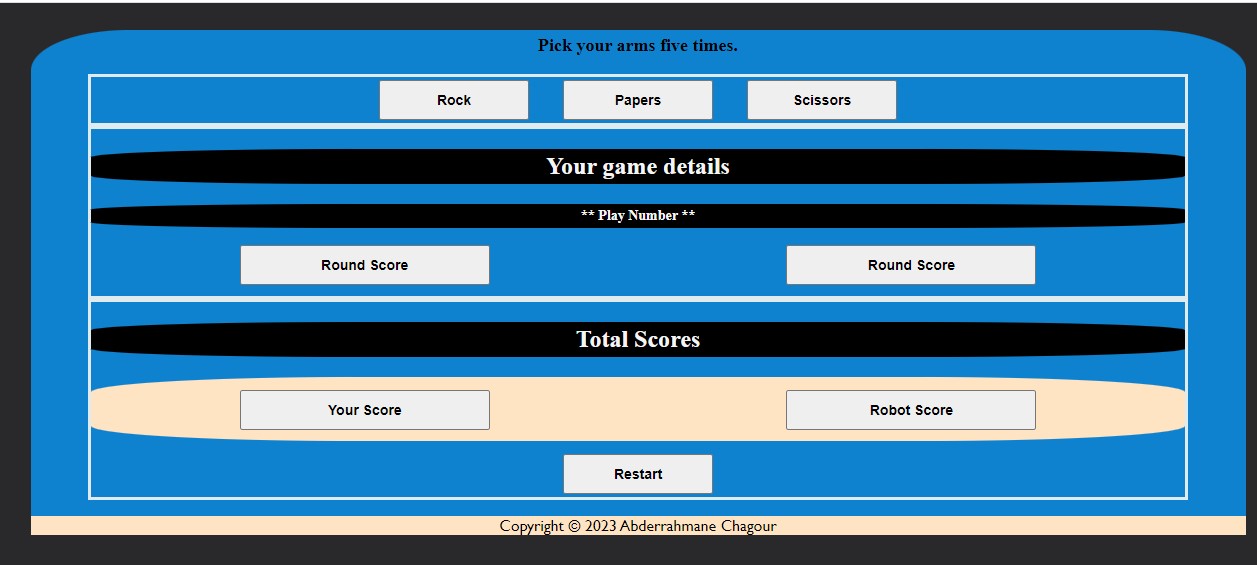 Pick your arms five times.
Rock Papers Scissors
Your game details
** Play Number **
Round Score Round Score
Total Scores
Your Score Robot Score
Restart
Copyright © 2023 Abderrahmane Chagour